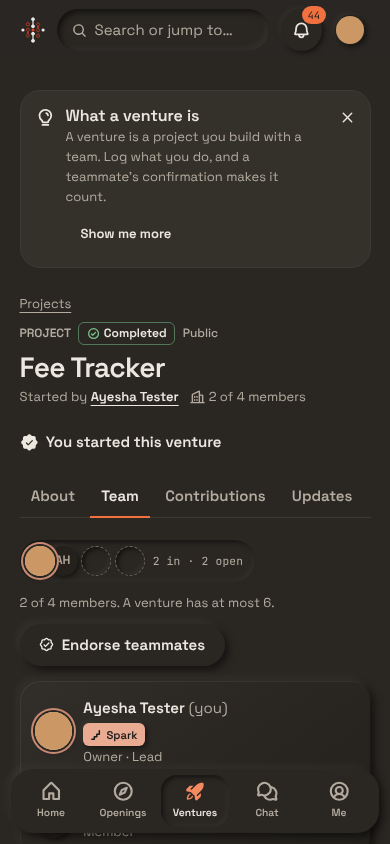 Search or jump to...
44
What a venture is
A venture is a project you build with a
team. Log what you do, and a
teammate's confirmation makes it
count.
Show me more
Projects
PROJECT Completed Public
Fee Tracker
Started by Ayesha Tester 2 of 4 members
You started this venture
About Team Contributions Updates
AH 2 in · 2 open
2 of 4 members. A venture has at most 6.
Endorse teammates
Ayesha Tester (you)
Spark
Owner · Lead
Home Openings Ventures Chat Me
Member